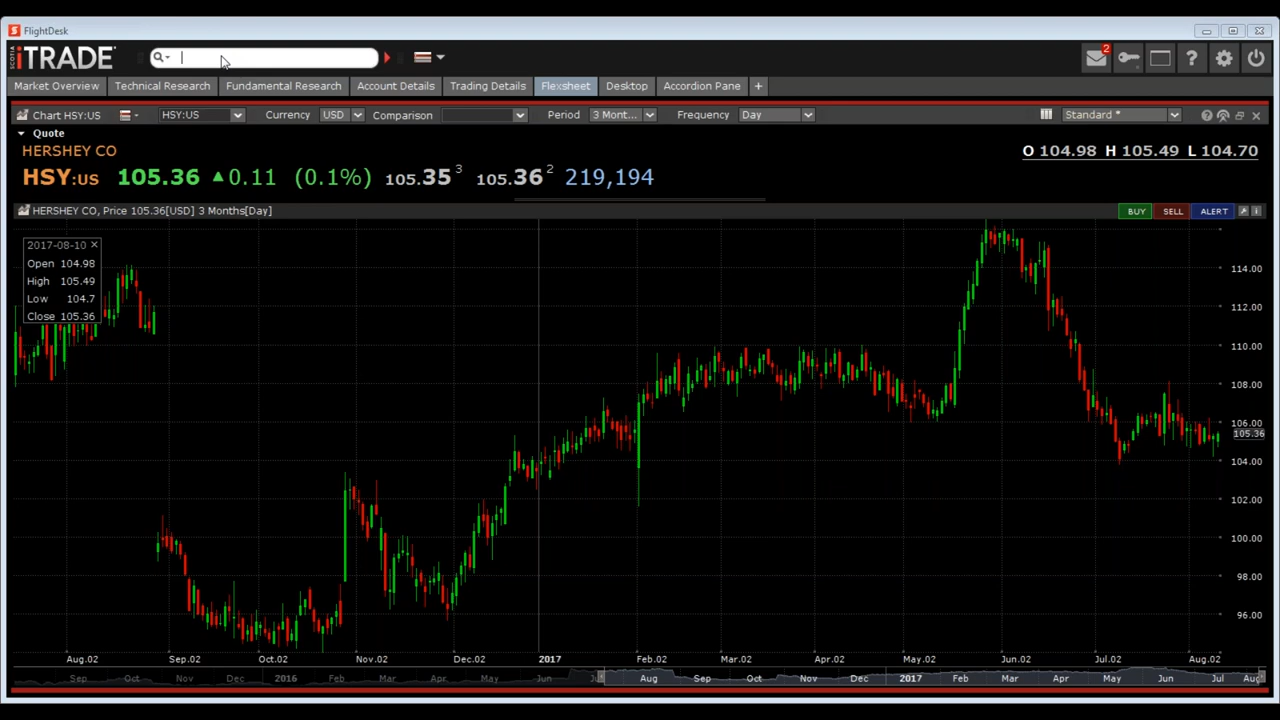 FlightDesk
SCOTIA iTRADE®
2
Market Overview Technical Research Fundamental Research Account Details Trading Details Flexsheet Desktop Accordion Pane +
Chart HSY:US HSY:US Currency USD Comparison Period 3 Mont... Frequency Day Standard *
Quote
HERSHEY CO O 104.98 H 105.49 L 104.70
HSY:US 105.36 0.11 (0.1%) 105.35 3 105.36 2 219,194
HERSHEY CO, Price 105.36[USD] 3 Months[Day] BUY SELL ALERT
2017-08-10
Open 104.98
High 105.49
Low 104.7
Close 105.36
114.00
112.00
110.00
108.00
106.00
105.36
104.00
102.00
100.00
98.00
96.00
Aug.02 Sep.02 Oct.02 Nov.02 Dec.02 2017 Feb.02 Mar.02 Apr.02 May.02 Jun.02 Jul.02 Aug.02
Sep Oct Nov Dec 2016 Feb Mar Apr May Jun Aug Sep Oct Nov Dec 2017 Feb Mar Apr May Jun Jul